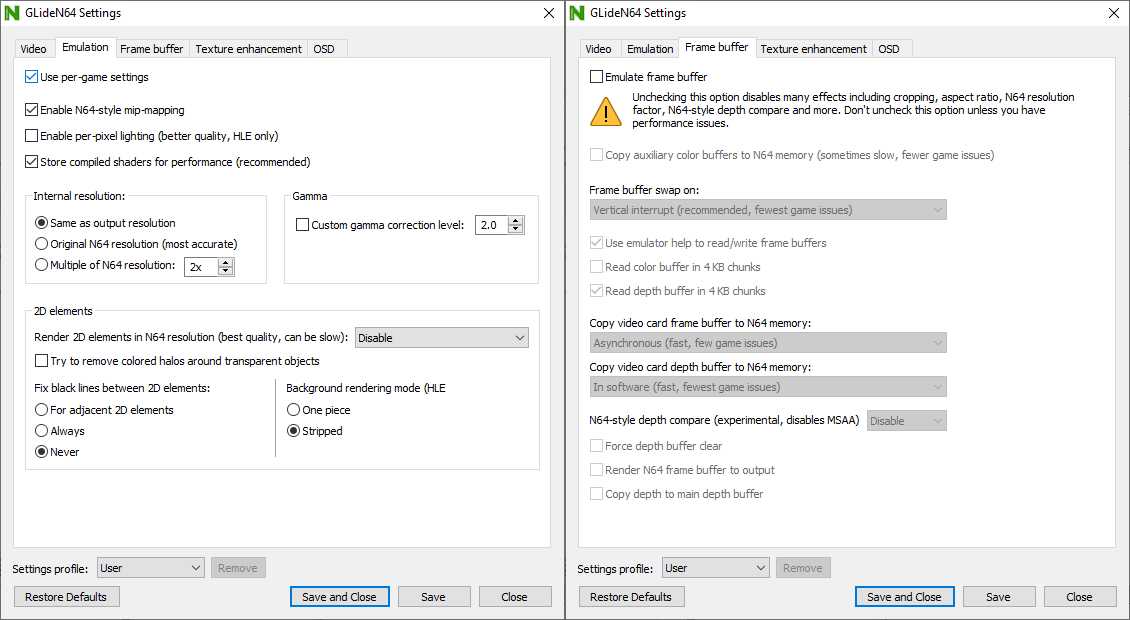 GLideN64 Settings
Video Emulation Frame buffer Texture enhancement OSD
Use per-game settings
Enable N64-style mip-mapping
Enable per-pixel lighting (better quality, HLE only)
Store compiled shaders for performance (recommended)
Internal resolution:
Same as output resolution
Original N64 resolution (most accurate)
Multiple of N64 resolution: 2x
Gamma
Custom gamma correction level: 2.0
2D elements
Render 2D elements in N64 resolution (best quality, can be slow): Disable
Try to remove colored halos around transparent objects
Fix black lines between 2D elements:
For adjacent 2D elements
Always
Never
Background rendering mode (HLE
One piece
Stripped
Settings profile: User Remove
Restore Defaults Save and Close Save Close
GLideN64 Settings
Video Emulation Frame buffer Texture enhancement OSD
Emulate frame buffer
Unchecking this option disables many effects including cropping, aspect ratio, N64 resolution
factor, N64-style depth compare and more. Don't uncheck this option unless you have
performance issues.
Copy auxiliary color buffers to N64 memory (sometimes slow, fewer game issues)
Frame buffer swap on:
Vertical interrupt (recommended, fewest game issues)
Use emulator help to read/write frame buffers
Read color buffer in 4 KB chunks
Read depth buffer in 4 KB chunks
Copy video card frame buffer to N64 memory:
Asynchronous (fast, few game issues)
Copy video card depth buffer to N64 memory:
In software (fast, fewest game issues)
N64-style depth compare (experimental, disables MSAA) Disable
Force depth buffer clear
Render N64 frame buffer to output
Copy depth to main depth buffer
Settings profile: User Remove
Restore Defaults Save and Close Save Close